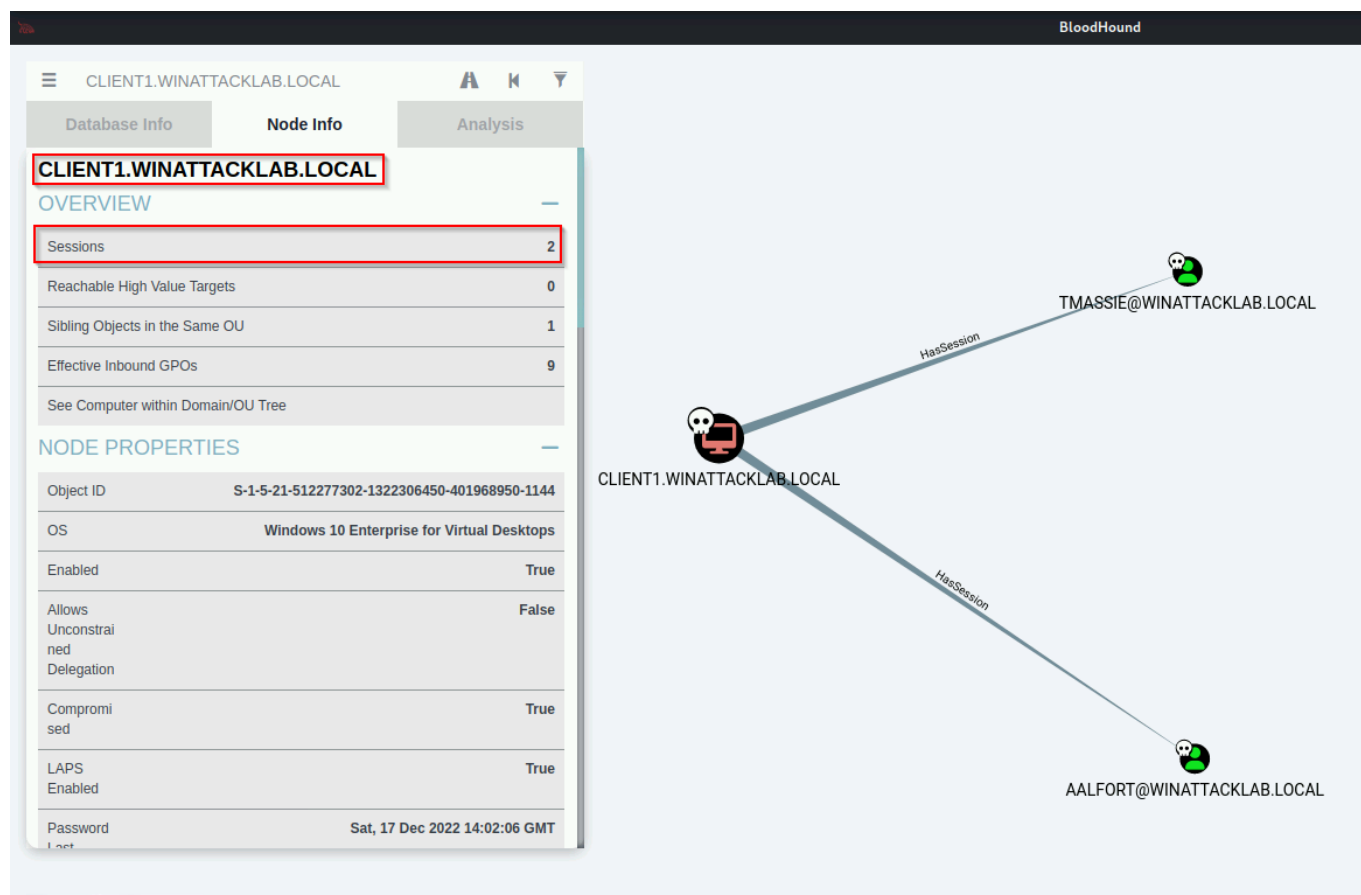 BloodHound
CLIENT1.WINATTACKLAB.LOCAL
Database Info
Node Info
Analysis
CLIENT1.WINATTACKLAB.LOCAL
OVERVIEW
Sessions 2
Reachable High Value Targets 0
Sibling Objects in the Same OU 1
Effective Inbound GPOs 9
See Computer within Domain/OU Tree
NODE PROPERTIES
Object ID S-1-5-21-512277302-1322306450-401968950-1144
OS Windows 10 Enterprise for Virtual Desktops
Enabled True
Allows False
Unconstrai
ned
Delegation
Compromi True
sed
LAPS True
Enabled
Password Sat, 17 Dec 2022 14:02:06 GMT
Last
TMASSIE@WINATTACKLAB.LOCAL
HasSession
CLIENT1.WINATTACKLAB.LOCAL
HasSession
AALFORT@WINATTACKLAB.LOCAL